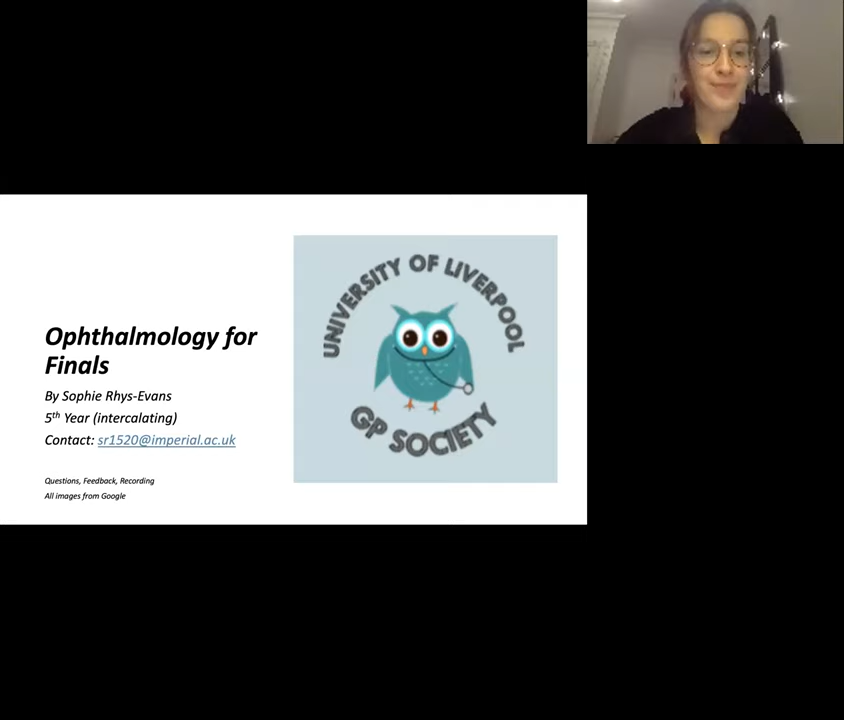 UNIVERSITY OF LIVERPOOL
GP SOCIETY
Ophthalmology for
Finals
By Sophie Rhys-Evans
5th Year (intercalating)
Contact: sr1520@imperial.ac.uk
Questions, Feedback, Recording
All images from Google